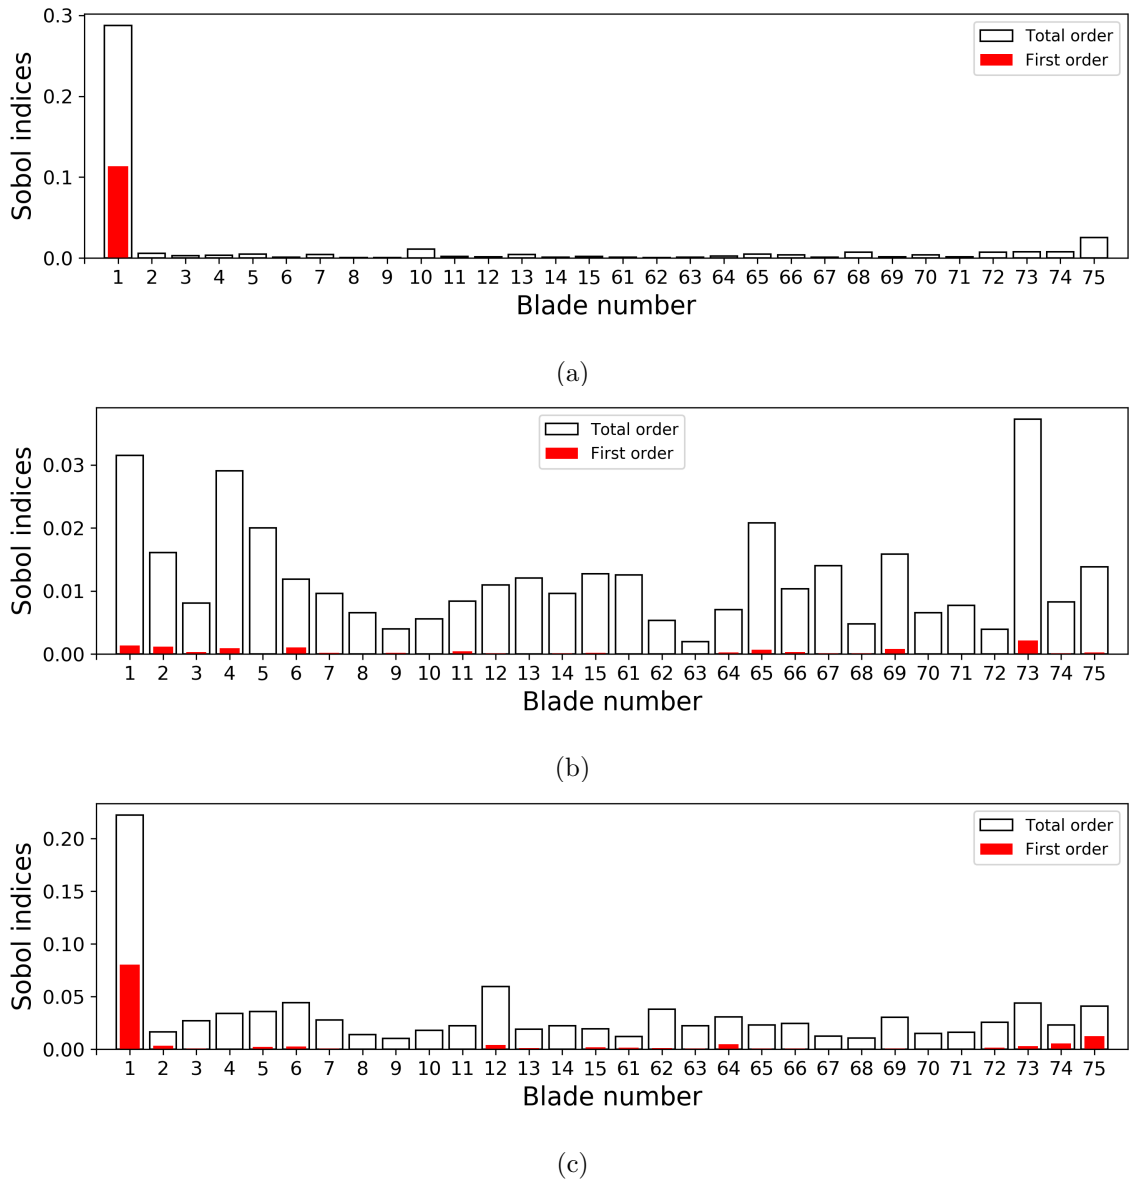 0.3
0.2
0.1
0.0
Sobol indices
Total order
First order
1 2 3 4 5 6 7 8 9 10 11 12 13 14 15 61 62 63 64 65 66 67 68 69 70 71 72 73 74 75
Blade number
(a)
0.03
0.02
0.01
0.00
Sobol indices
Total order
First order
1 2 3 4 5 6 7 8 9 10 11 12 13 14 15 61 62 63 64 65 66 67 68 69 70 71 72 73 74 75
Blade number
(b)
0.20
0.15
0.10
0.05
0.00
Sobol indices
Total order
First order
1 2 3 4 5 6 7 8 9 10 11 12 13 14 15 61 62 63 64 65 66 67 68 69 70 71 72 73 74 75
Blade number
(c)